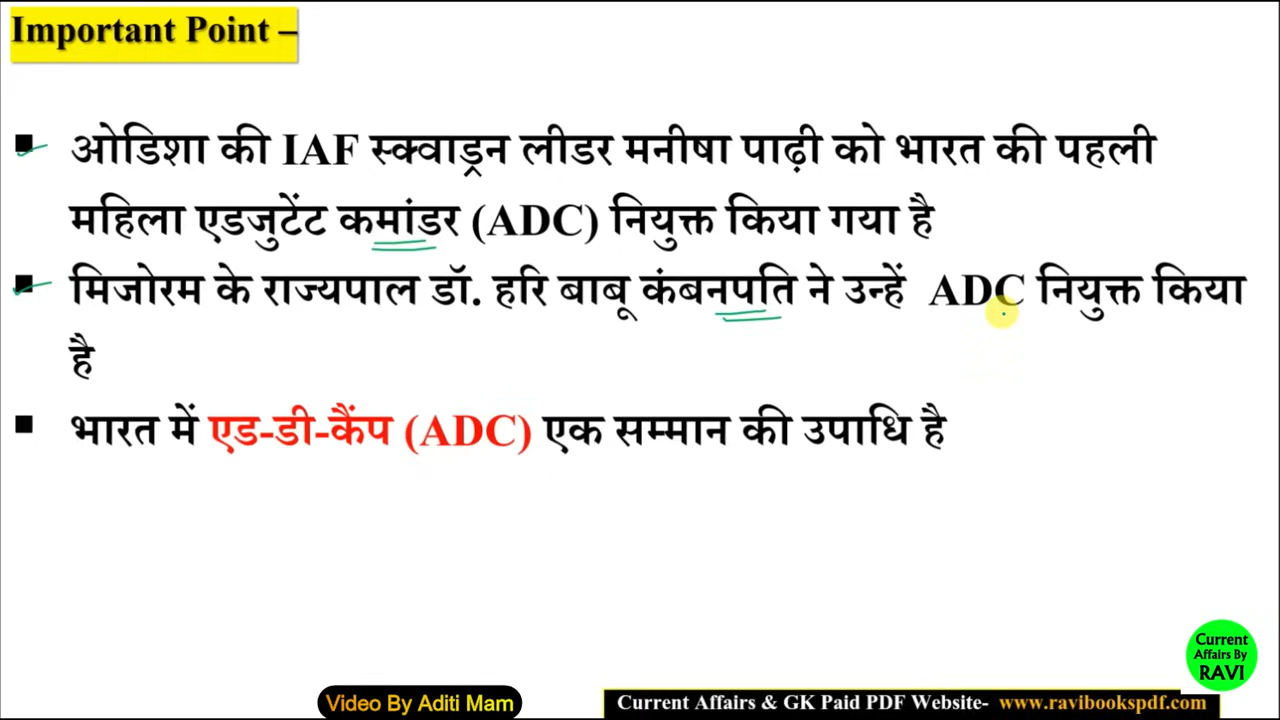 Important Point –
▪ ओडिशा की IAF स्क्वाड्रन लीडर मनीषा पाढ़ी को भारत की पहली
महिला एडजुटेंट कमांडर (ADC) नियुक्त किया गया है
▪ मिजोरम के राज्यपाल डॉ. हरि बाबू कंबनपति ने उन्हें ADC नियुक्त किया
है
▪ भारत में एड-डी-कैंप (ADC) एक सम्मान की उपाधि है
Current
Affairs By
RAVI
Video By Aditi Mam
Current Affairs & GK Paid PDF Website- www.ravibookspdf.com